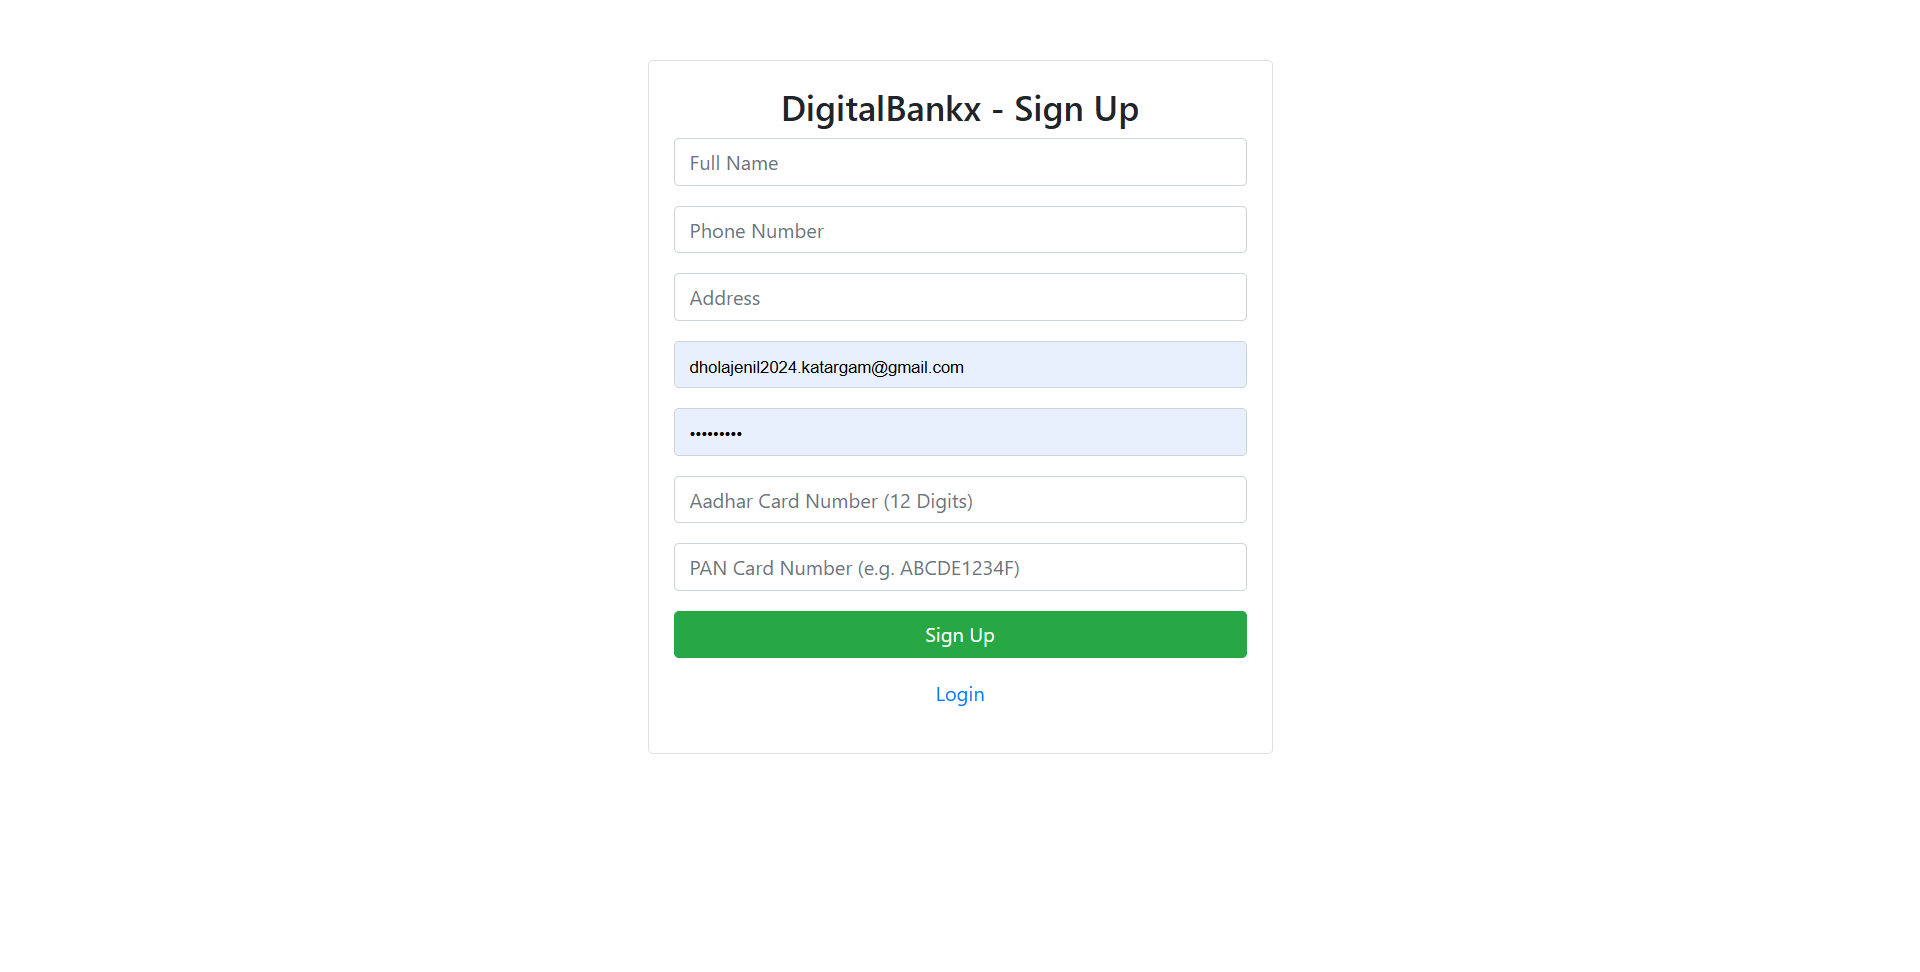 DigitalBankx - Sign Up
Full Name
Phone Number
Address
dholajenil2024.katargam@gmail.com
•••••••••
Aadhar Card Number (12 Digits)
PAN Card Number (e.g. ABCDE1234F)
Sign Up
Login